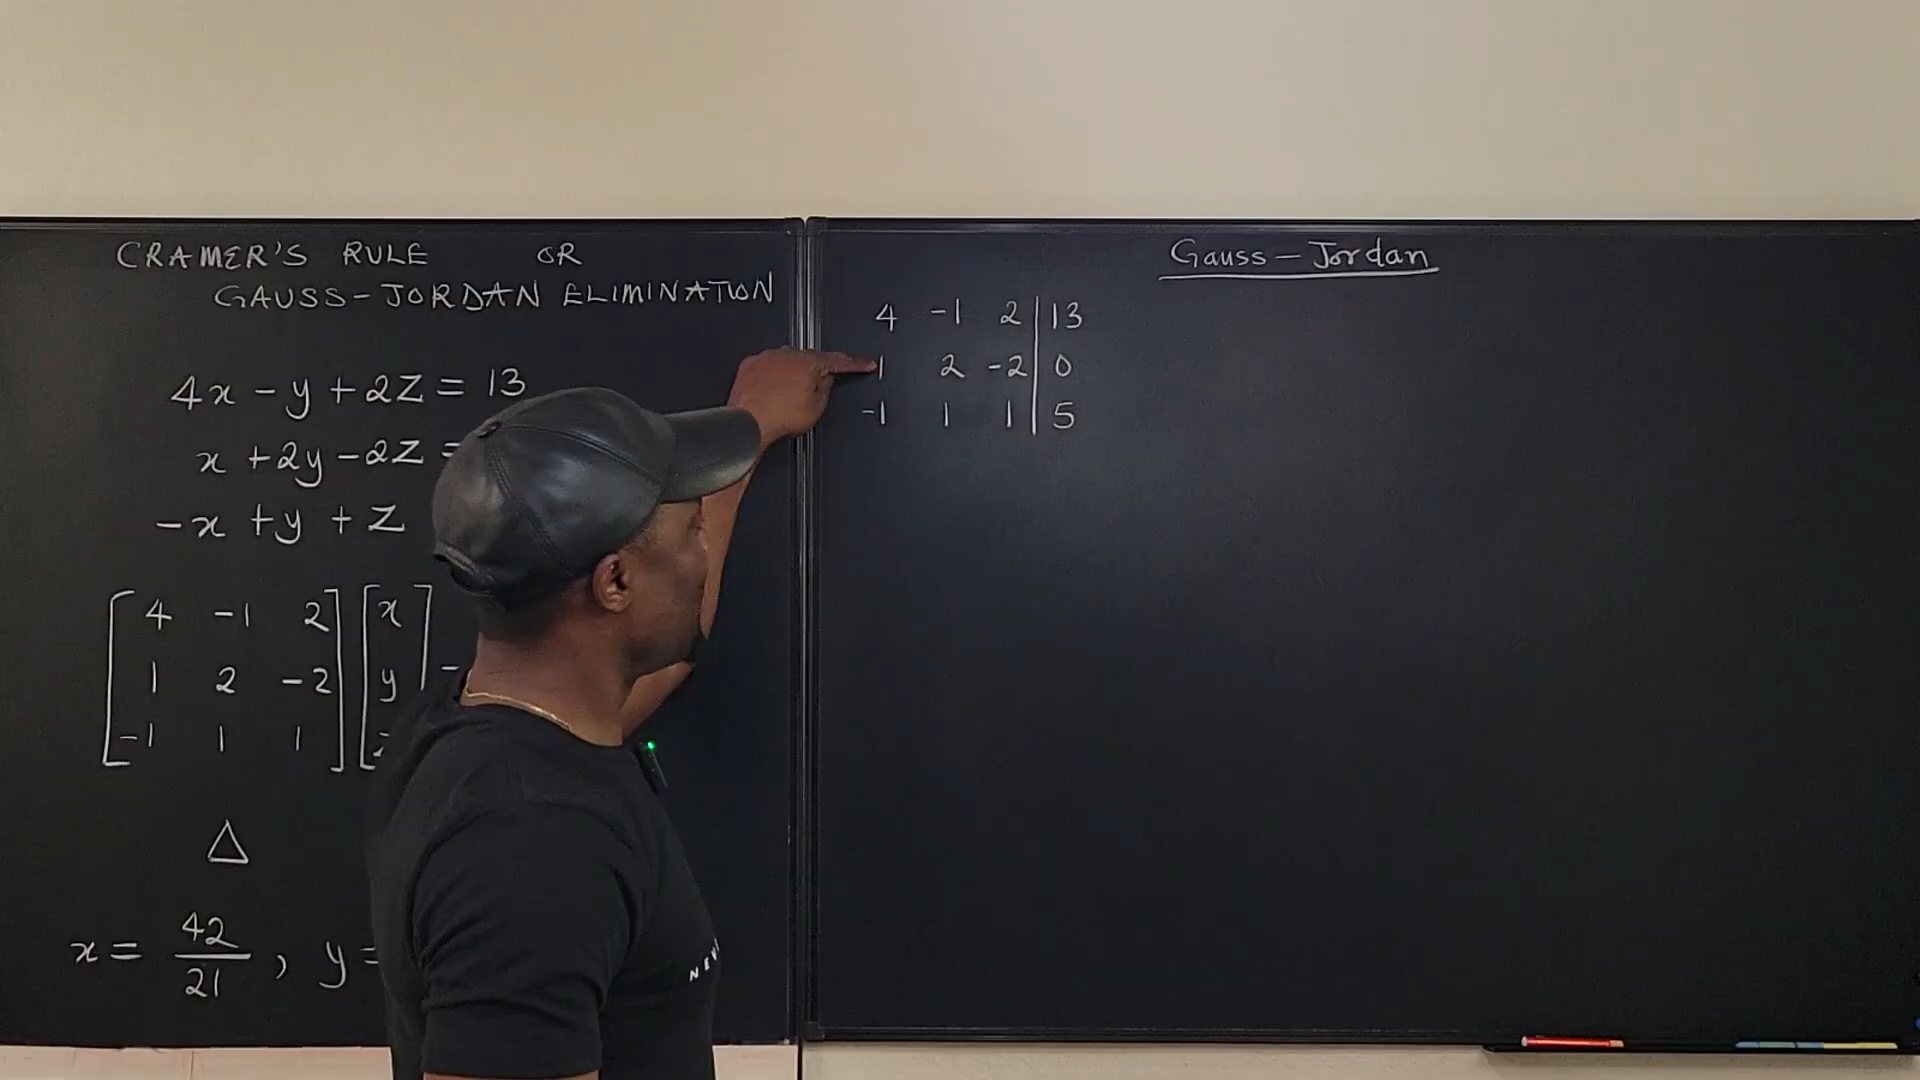 CRAMER'S RULE OR
GAUSS-JORDAN ELIMINATION
4x - y + 2z = 13
x + 2y - 2z =
-x + y + z
4 -1 2 x
1 2 -2 y
-1 1 1
Δ
x = 42/21 , y =
Gauss-Jordan
4 -1 2 | 13
1 2 -2 | 0
-1 1 1 | 5